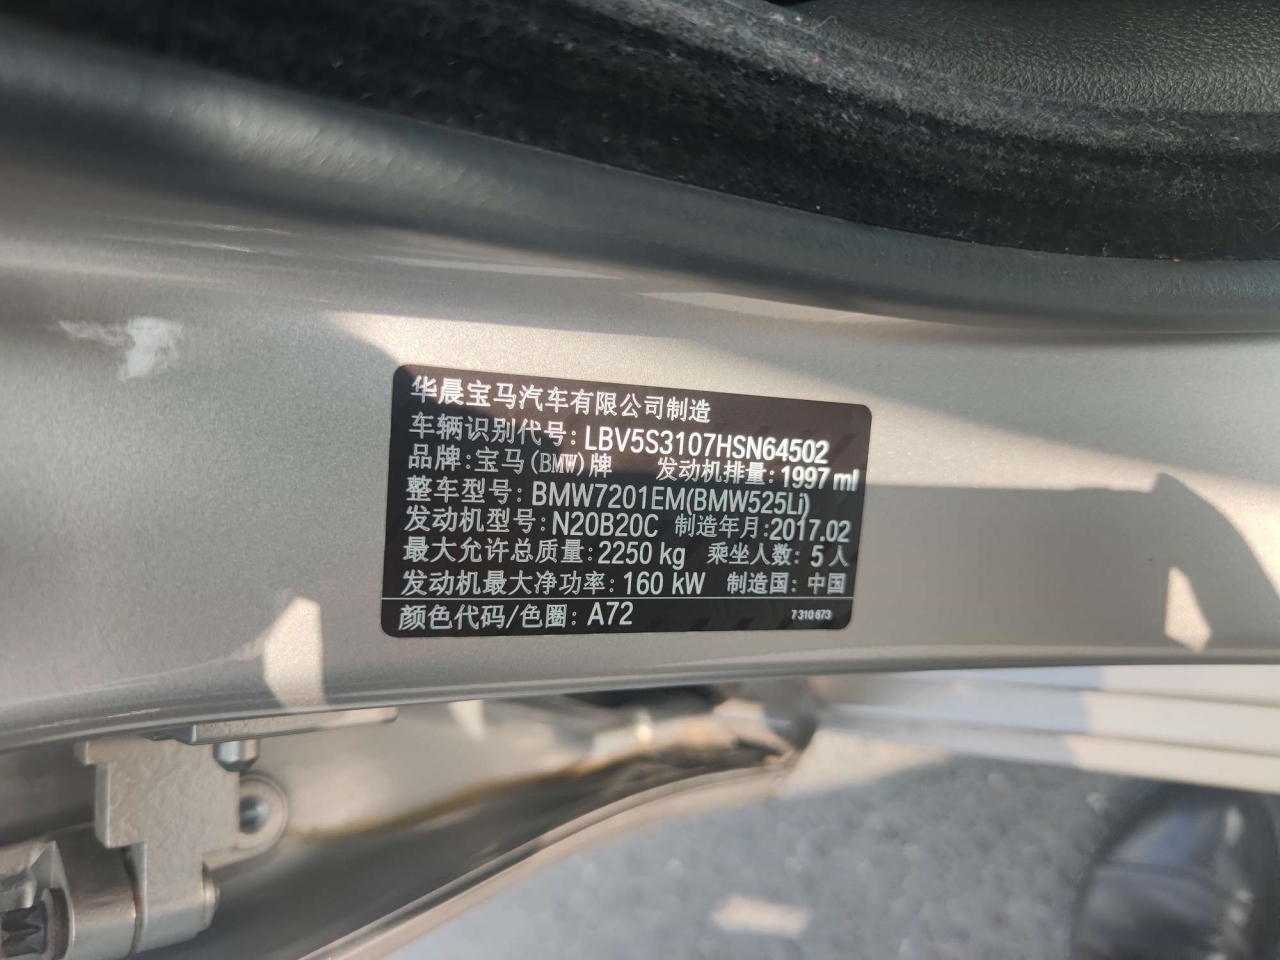 华晨宝马汽车有限公司制造
车辆识别代号: LBV5S3107HSN64502
品牌: 宝马(BMW)牌 发动机排量: 1997 ml
整车型号: BMW7201EM(BMW525Li)
发动机型号: N20B20C 制造年月: 2017.02
最大允许总质量: 2250 kg 乘坐人数: 5 人
发动机最大净功率: 160 kW 制造国: 中国
颜色代码/色圈: A72 7 310 673